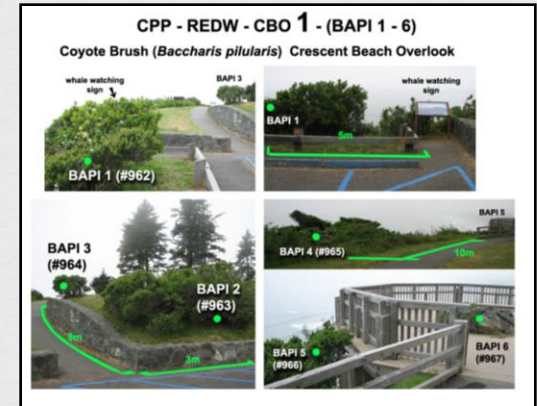 CPP - REDW - CBO 1 - (BAPI 1 - 6)
Coyote Brush (Baccharis pilularis) Crescent Beach Overlook
whale watching
sign
BAPI 3
BAPI 1 (#962)
whale watching
sign
BAPI 1
5m
BAPI 3
(#964)
BAPI 2
(#963)
9m
3m
BAPI 5
BAPI 4 (#965)
10m
BAPI 5
(#966)
BAPI 6
(#967)